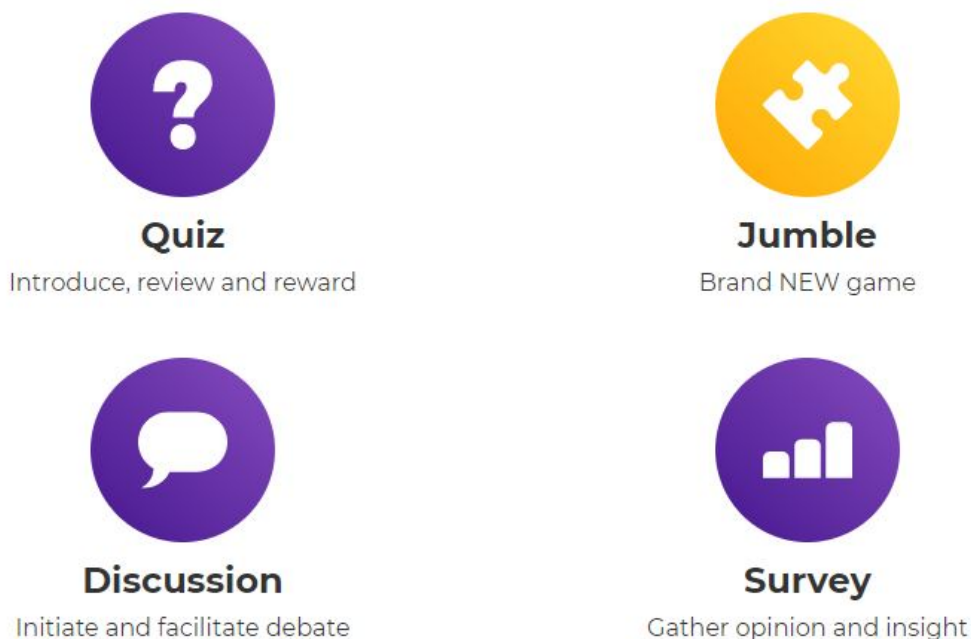 Quiz
Introduce, review and reward
Jumble
Brand NEW game
Discussion
Initiate and facilitate debate
Survey
Gather opinion and insight